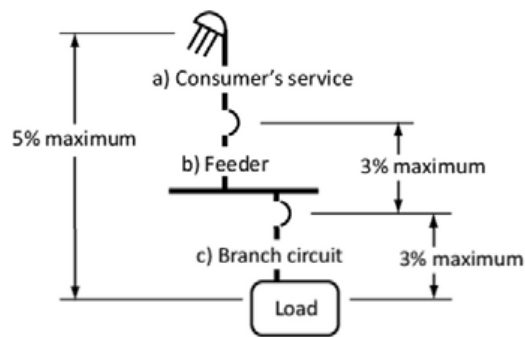 a) Consumer's service
5% maximum
b) Feeder
3% maximum
c) Branch circuit
3% maximum
Load